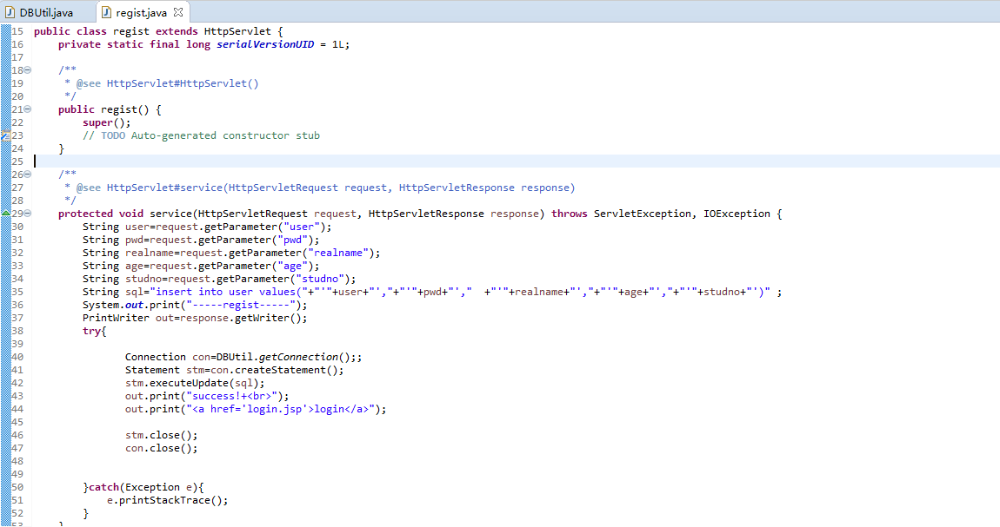 DBUtil.java regist.java
15 public class regist extends HttpServlet {
16 private static final long serialVersionUID = 1L;
17
18 /**
19 * @see HttpServlet#HttpServlet()
20 */
21 public regist() {
22 super();
23 // TODO Auto-generated constructor stub
24 }
25
26 /**
27 * @see HttpServlet#service(HttpServletRequest request, HttpServletResponse response)
28 */
29 protected void service(HttpServletRequest request, HttpServletResponse response) throws ServletException, IOException {
30 String user=request.getParameter("user");
31 String pwd=request.getParameter("pwd");
32 String realname=request.getParameter("realname");
33 String age=request.getParameter("age");
34 String studno=request.getParameter("studno");
35 String sql="insert into user values("+"'"+user+"',"+"'"+pwd+"'," +"'"+realname+"',"+"'"+age+"',"+"'"+studno+"')" ;
36 System.out.print("-----regist-----");
37 PrintWriter out=response.getWriter();
38 try{
39
40 Connection con=DBUtil.getConnection();;
41 Statement stm=con.createStatement();
42 stm.executeUpdate(sql);
43 out.print("success!+<br>");
44 out.print("<a href='login.jsp'>login</a>");
45
46 stm.close();
47 con.close();
48
49
50 }catch(Exception e){
51 e.printStackTrace();
52 }
53 }